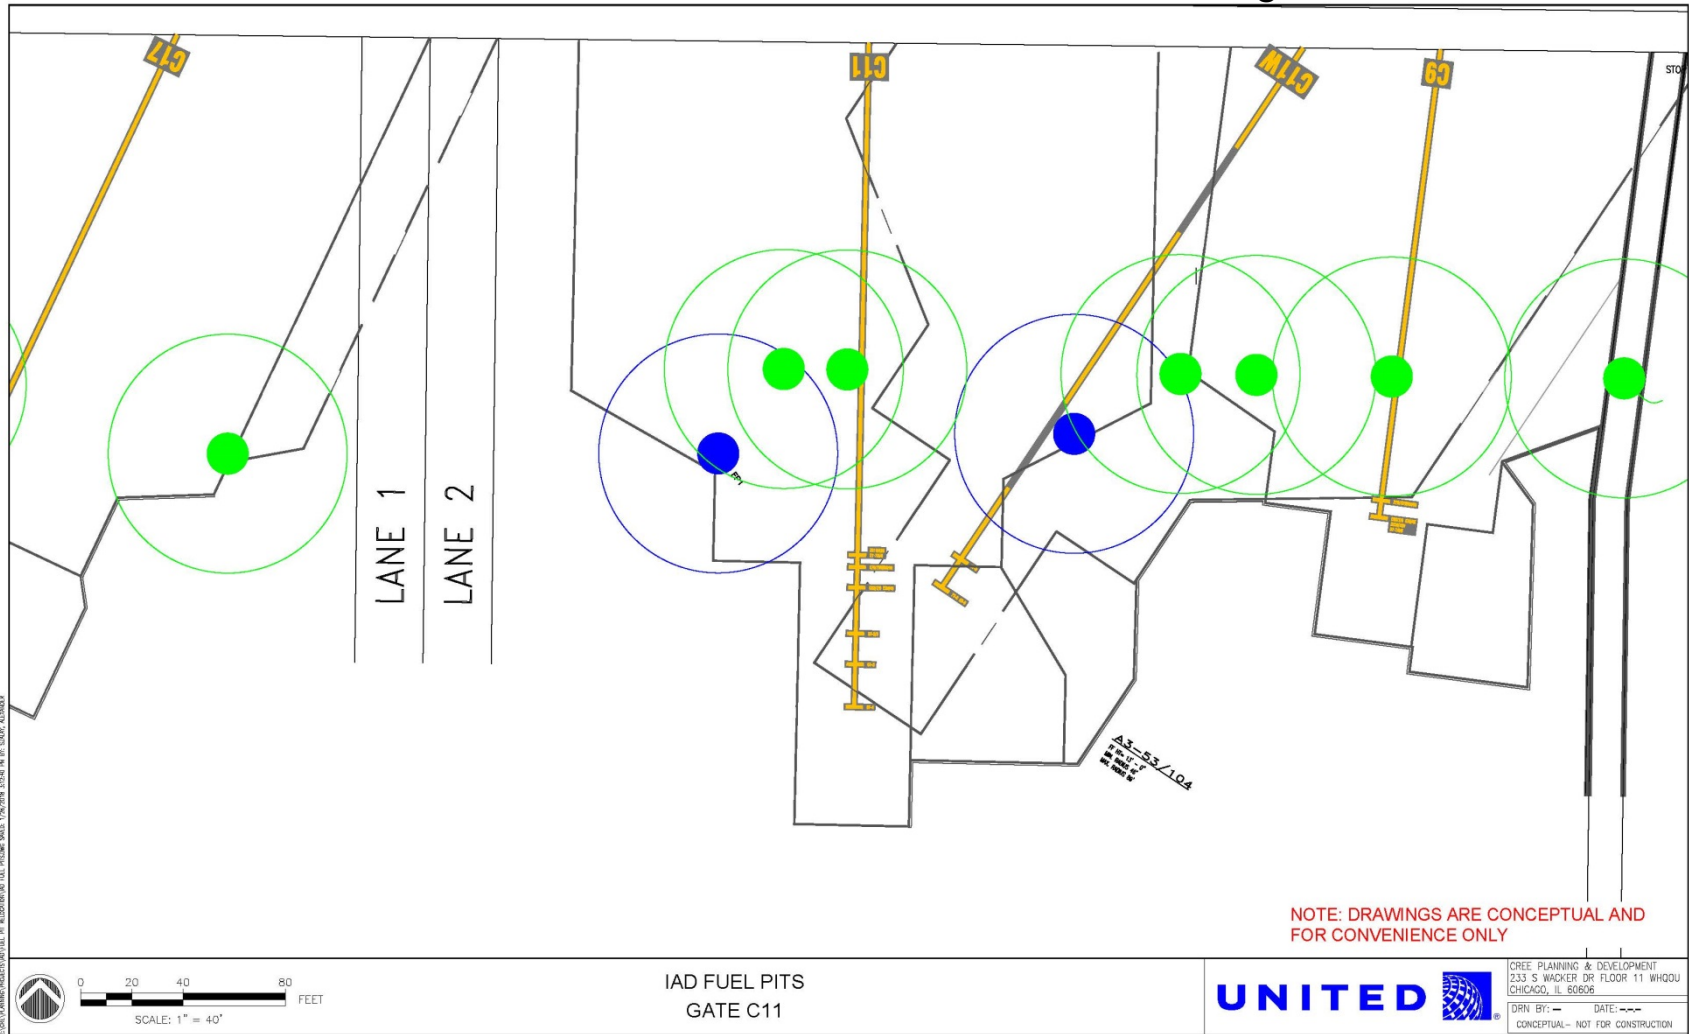 C17
C11
C11W
C9
STO
LANE 1
LANE 2
FP1
A3-53/104
NOTE: DRAWINGS ARE CONCEPTUAL AND
FOR CONVENIENCE ONLY
0 20 40 80
FEET
SCALE: 1" = 40'
IAD FUEL PITS
GATE C11
UNITED
CREE PLANNING & DEVELOPMENT
233 S WACKER DR FLOOR 11 WHQOU
CHICAGO, IL 60606
DRN BY: — DATE: -.-.-
CONCEPTUAL- NOT FOR CONSTRUCTION